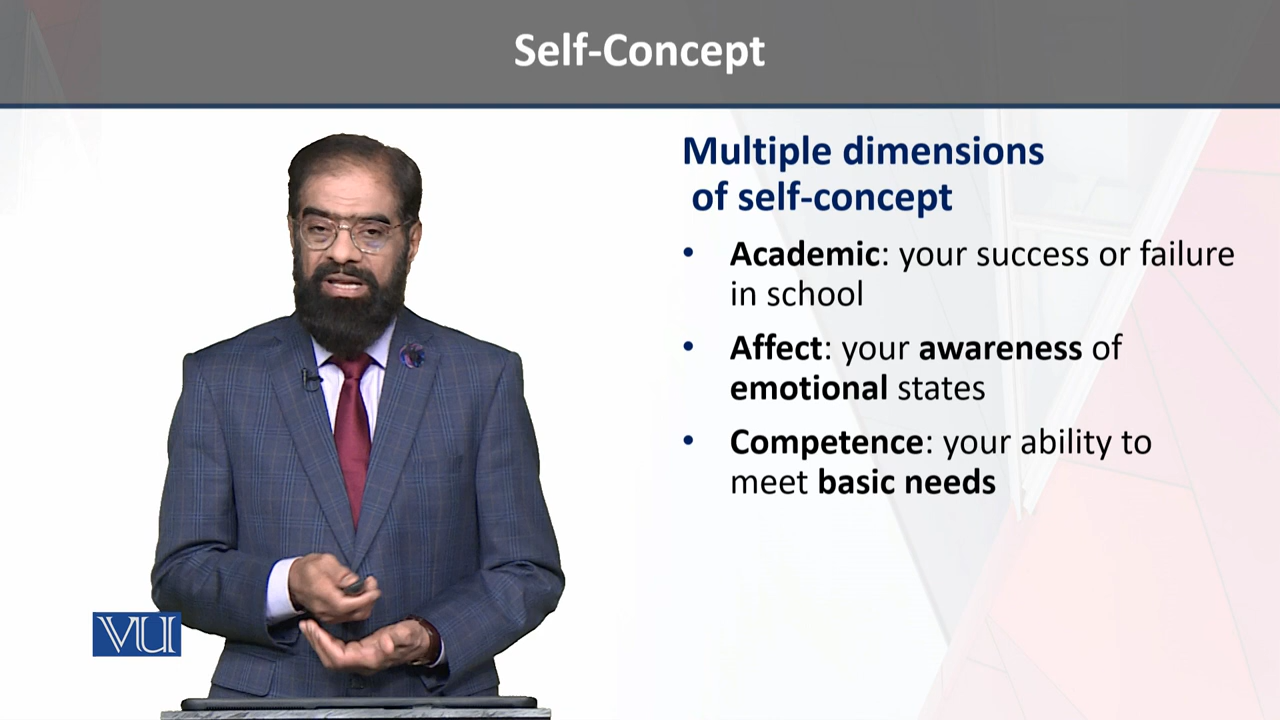 Self-Concept
Multiple dimensions
of self-concept
• Academic: your success or failure
in school
• Affect: your awareness of
emotional states
• Competence: your ability to
meet basic needs
VU